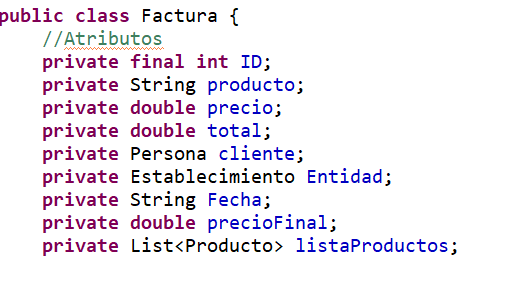 public class Factura {
//Atributos
private final int ID;
private String producto;
private double precio;
private double total;
private Persona cliente;
private Establecimiento Entidad;
private String Fecha;
private double precioFinal;
private List<Producto> listaProductos;